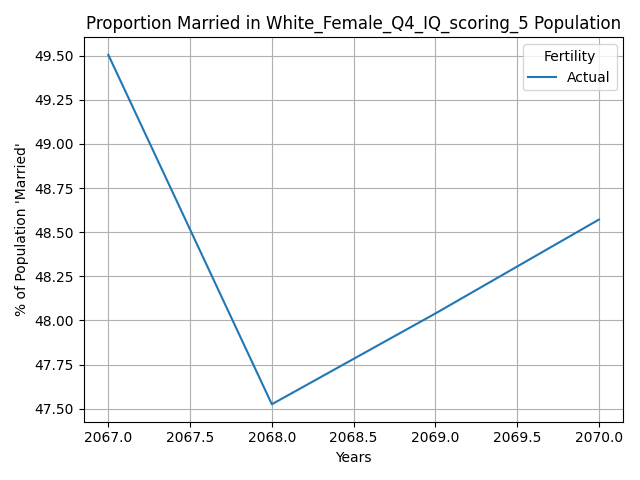 Proportion Married in White_Female_Q4_IQ_scoring_5 Population
Fertility
Actual
% of Population 'Married'
49.50
49.25
49.00
48.75
48.50
48.25
48.00
47.75
47.50
2067.0 2067.5 2068.0 2068.5 2069.0 2069.5 2070.0
Years